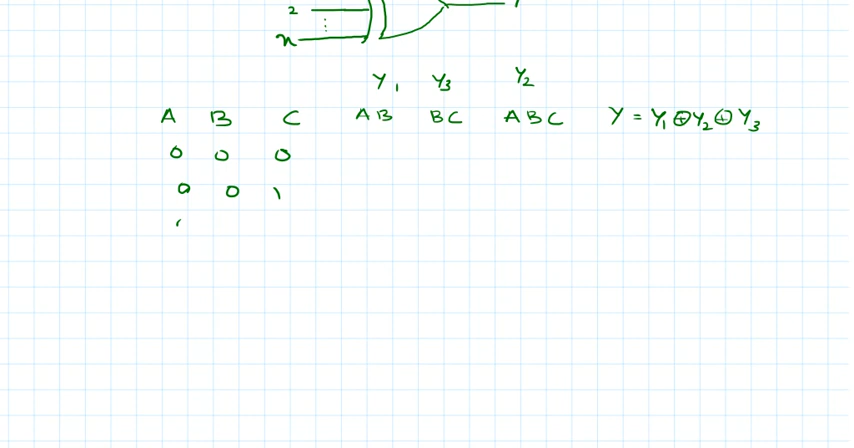 2
⋮
n
Y₁ Y₃ Y₂
A B C AB BC ABC Y = Y₁ ⊕ Y₂ ⊕ Y₃
0 0 0
0 0 1